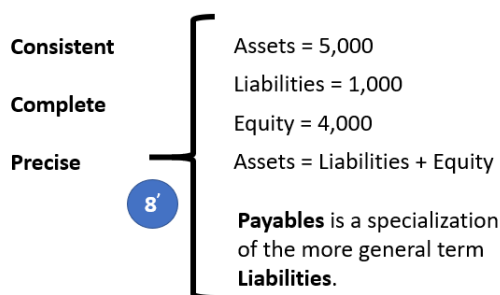 Consistent
Complete
Precise
8’
Assets = 5,000
Liabilities = 1,000
Equity = 4,000
Assets = Liabilities + Equity
Payables is a specialization
of the more general term
Liabilities.